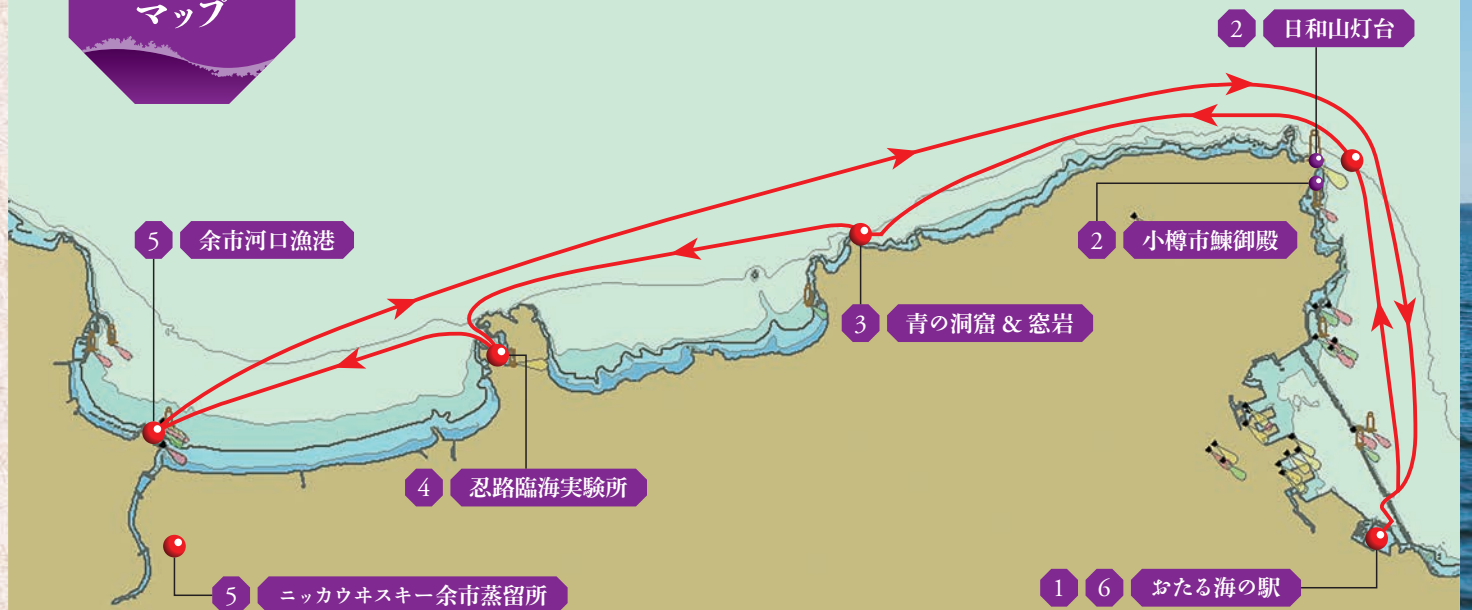 マップ
2 日和山灯台
5 余市河口漁港
2 小樽市鰊御殿
3 青の洞窟 & 窓岩
4 忍路臨海実験所
5 ニッカウヰスキー余市蒸留所
1 6 おたる海の駅